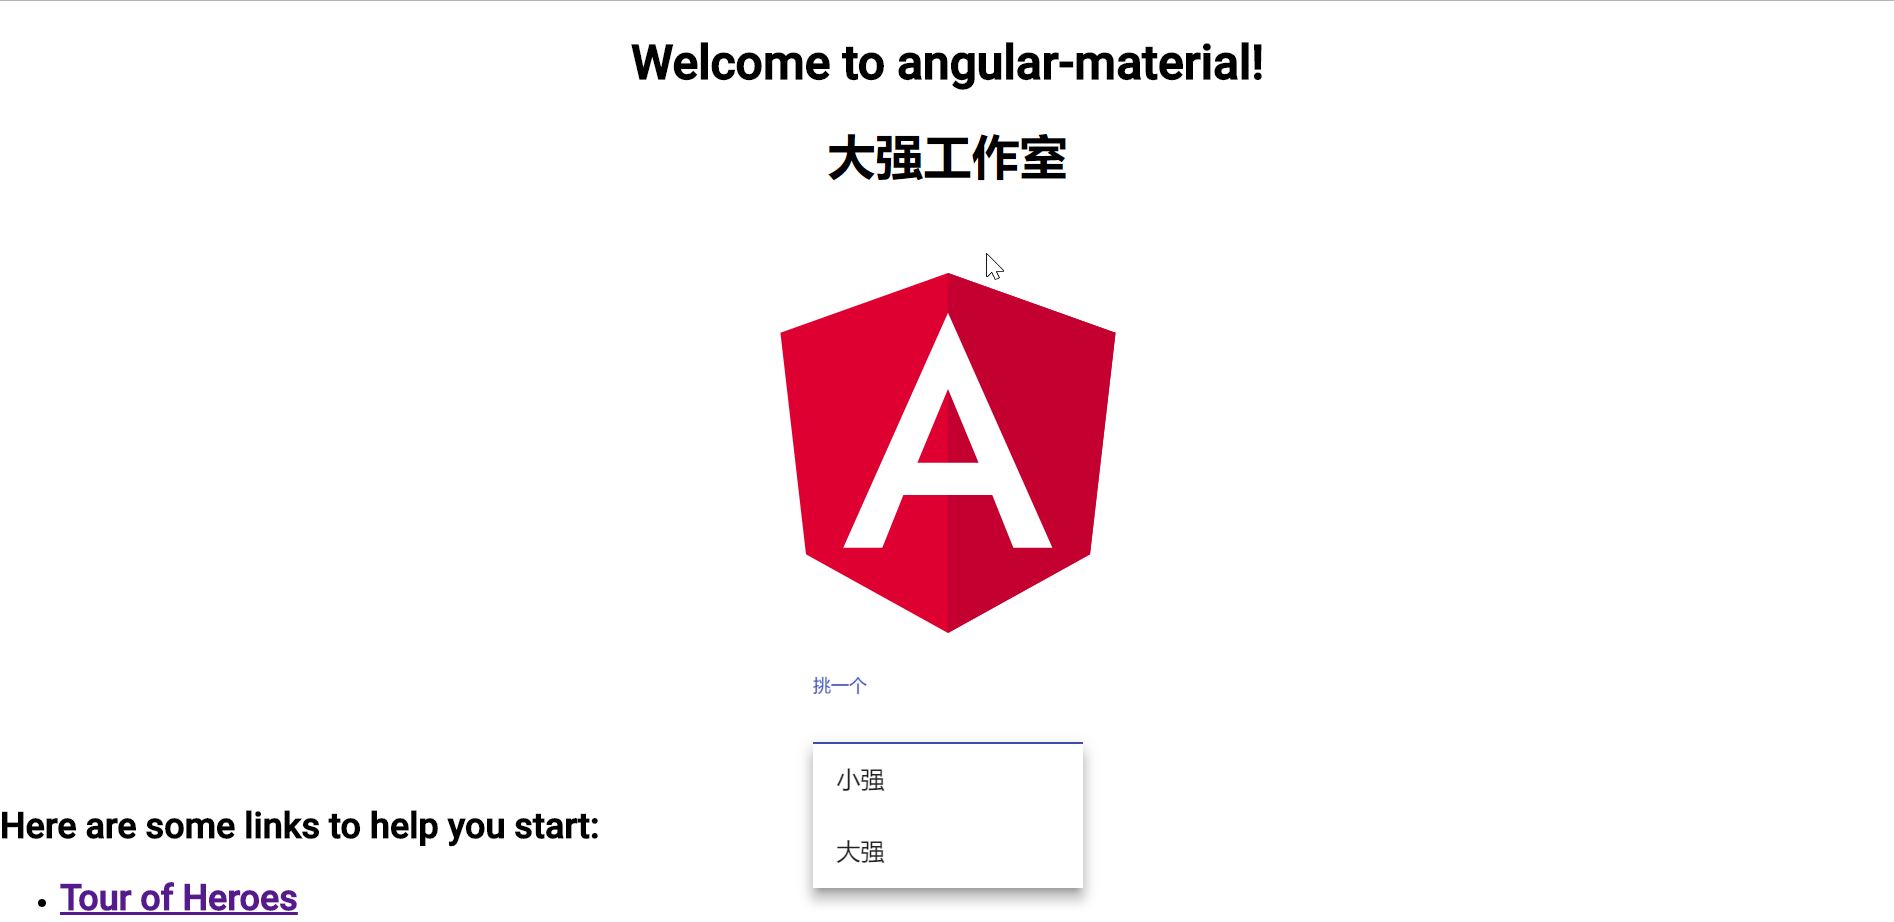 Welcome to angular-material!
大强工作室
挑一个
小强
大强
Here are some links to help you start:
Tour of Heroes